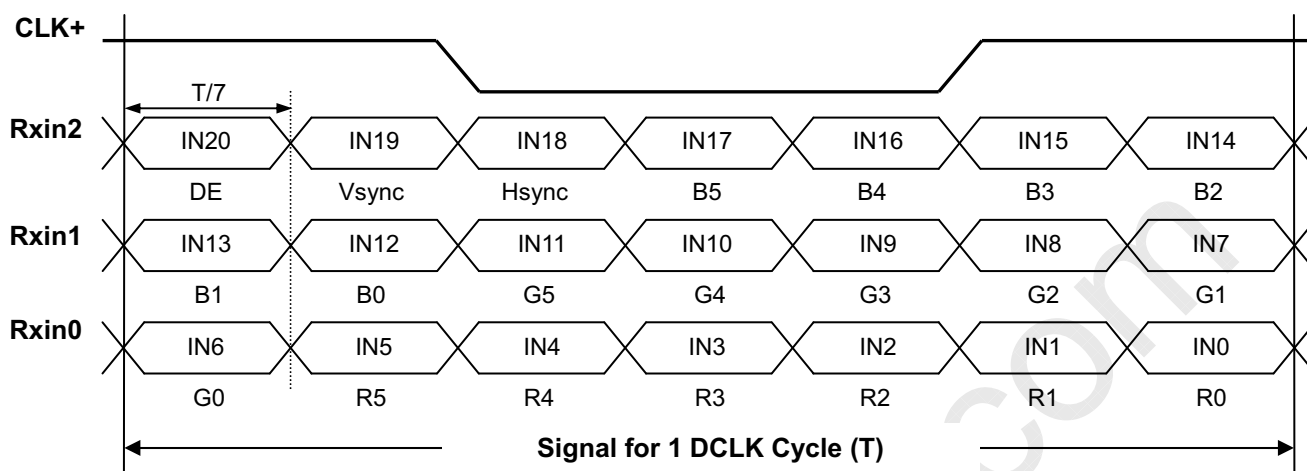 CLK+
T/7
Rxin2 IN20 IN19 IN18 IN17 IN16 IN15 IN14
DE Vsync Hsync B5 B4 B3 B2
Rxin1 IN13 IN12 IN11 IN10 IN9 IN8 IN7
B1 B0 G5 G4 G3 G2 G1
Rxin0 IN6 IN5 IN4 IN3 IN2 IN1 IN0
G0 R5 R4 R3 R2 R1 R0
Signal for 1 DCLK Cycle (T)
com